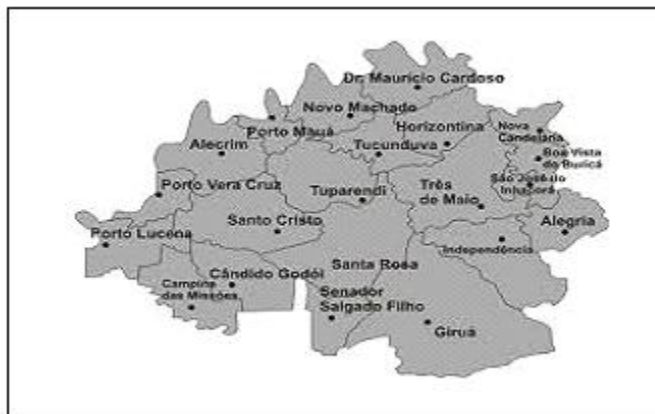 Dr. Maurício Cardoso
Novo Machado
Porto Mauá
Horizontina
Nova
Candelária
Alecrim
Tucunduva
Boa Vista
do Buricá
São José do
Inhacorá
Porto Vera Cruz
Tuparendi
Três
de Maio
Santo Cristo
Alegria
Porto Lucena
Independência
Santa Rosa
Cândido Godói
Campina
das Missões
Senador
Salgado Filho
Giruá